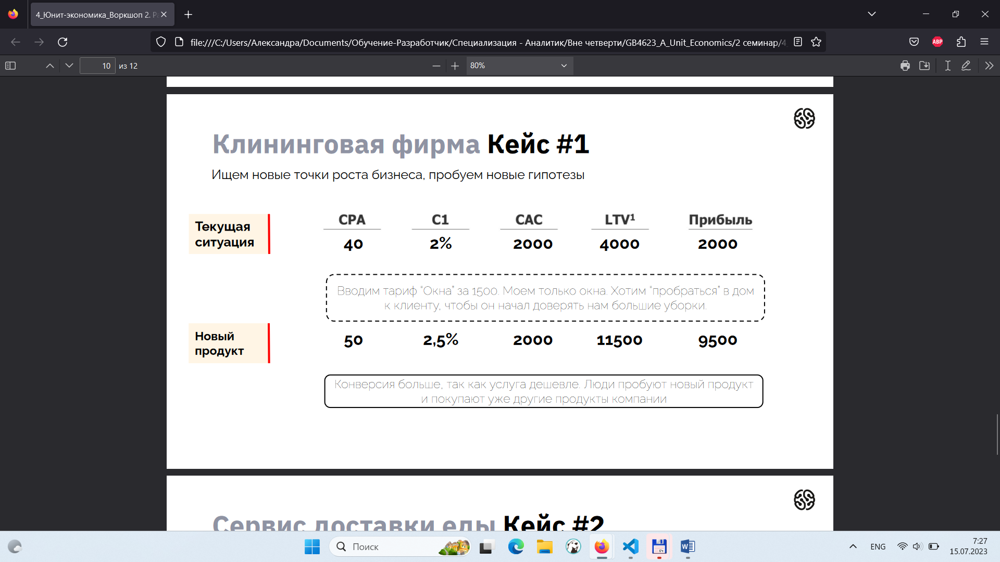 4_Юнит-экономика_Воркшоп 2. Ра
file:///C:/Users/Александра/Documents/Обучение-Разработчик/Специализация - Аналитик/Вне четверти/GB4623_A_Unit_Economics/2 семинар/4_
ABP
10 из 12
80%
Клининговая фирма Кейс #1
Ищем новые точки роста бизнеса, пробуем новые гипотезы
Текущая
ситуация
CPA C1 CAC LTV¹ Прибыль
40 2% 2000 4000 2000
Вводим тариф “Окна” за 1500. Моем только окна. Хотим “пробраться” в дом
к клиенту, чтобы он начал доверять нам большие уборки.
Новый
продукт
50 2,5% 2000 11500 9500
Конверсия больше, так как услуга дешевле. Люди пробуют новый продукт
и покупают уже другие продукты компании
Сервис доставки еды Кейс #2
Поиск
64
ENG
7:27
15.07.2023